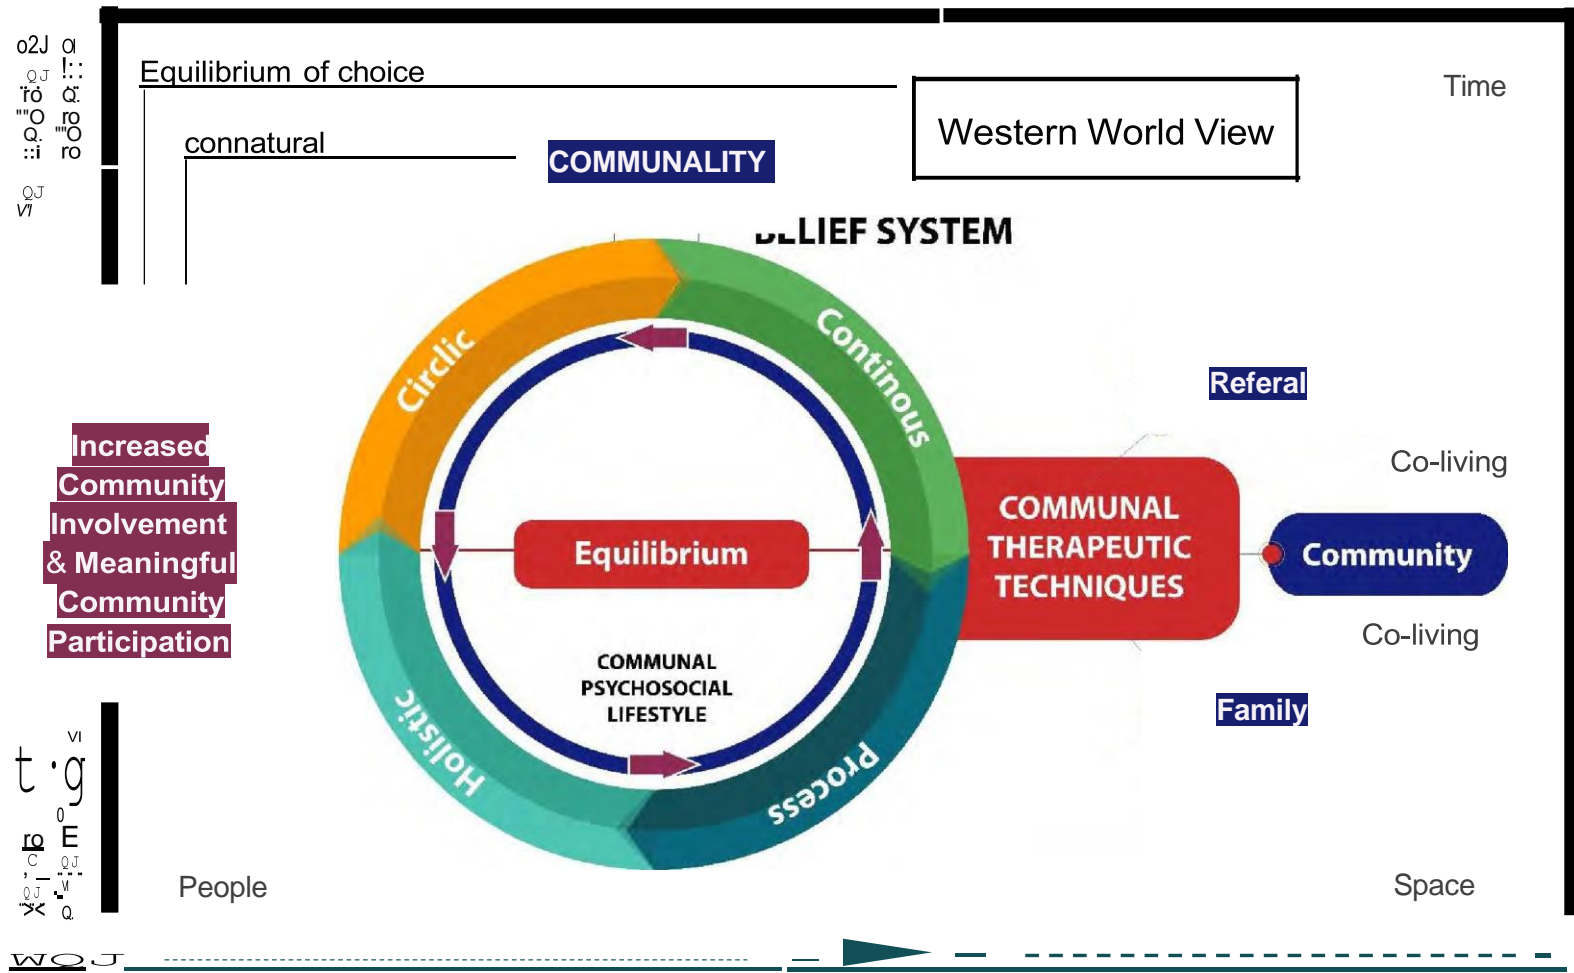 Equilibrium of choice
Time
Western World View
connatural
COMMUNALITY
BELIEF SYSTEM
Circlic
Continous
Referal
Increased
Community
Involvement
& Meaningful
Community
Participation
Co-living
COMMUNAL
THERAPEUTIC
TECHNIQUES
Equilibrium
Community
Co-living
COMMUNAL
PSYCHOSOCIAL
LIFESTYLE
Holistic
Process
Family
People
Space